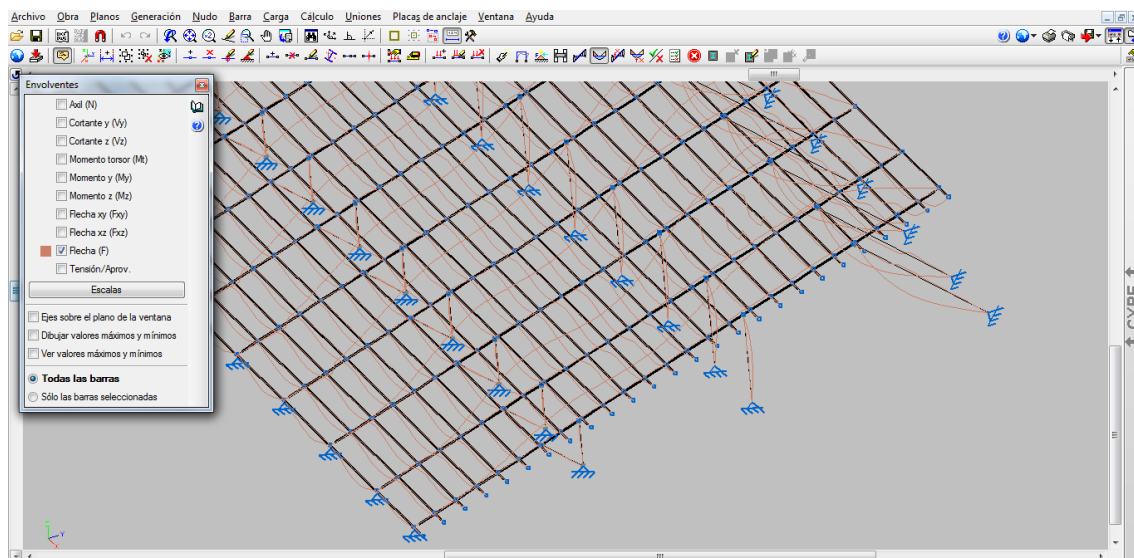 Archivo Obra Planos Generación Nudo Barra Carga Cálculo Uniones Placas de anclaje Ventana Ayuda
Envolventes
Axil (N)
Cortante y (Vy)
Cortante z (Vz)
Momento torsor (Mt)
Momento y (My)
Momento z (Mz)
Flecha xy (Fxy)
Flecha xz (Fxz)
Flecha (F)
Tensión/Aprov.
Escalas
Ejes sobre el plano de la ventana
Dibujar valores máximos y mínimos
Ver valores máximos y mínimos
Todas las barras
Sólo las barras seleccionadas
CYPE